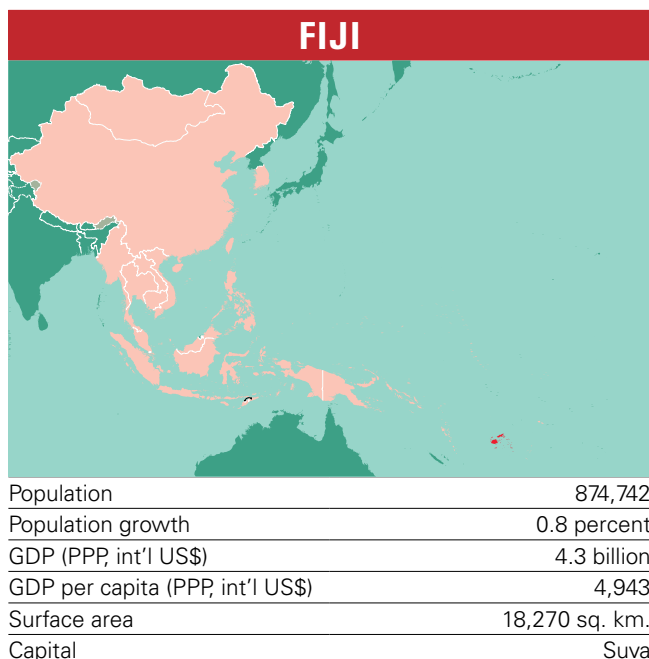 FIJI
Population 874,742
Population growth 0.8 percent
GDP (PPP, int'l US$) 4.3 billion
GDP per capita (PPP, int'l US$) 4,943
Surface area 18,270 sq. km.
Capital Suva